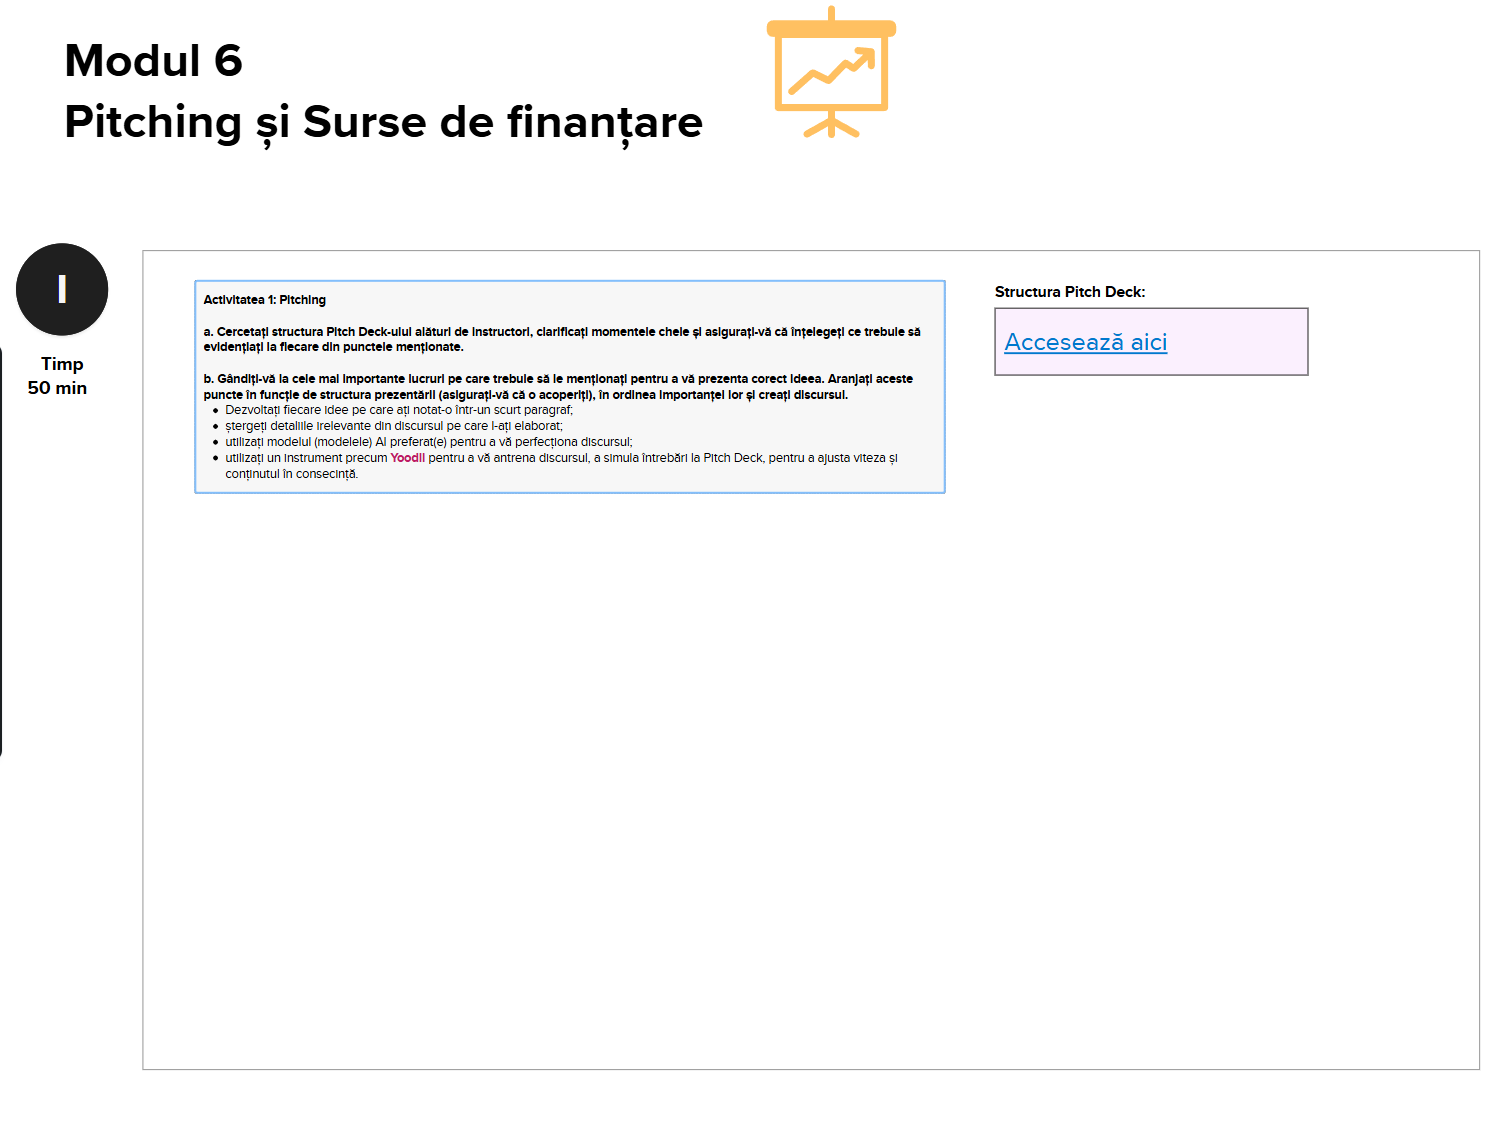 Modul 6
Pitching și Surse de finanțare
I
Timp
50 min
Activitatea 1: Pitching
a. Cercetați structura Pitch Deck-ului alături de instructori, clarificați momentele cheie și asigurați-vă că înțelegeți ce trebuie să
evidențiați la fiecare din punctele menționate.
b. Gândiți-vă la cele mai importante lucruri pe care trebuie să le menționați pentru a vă prezenta corect ideea. Aranjați aceste
puncte în funcție de structura prezentării (asigurați-vă că o acoperiți), în ordinea importanței lor și creați discursul.
• Dezvoltați fiecare idee pe care ați notat-o într-un scurt paragraf;
• ștergeți detaliile irelevante din discursul pe care l-ați elaborat;
• utilizați modelul (modelele) AI preferat(e) pentru a vă perfecționa discursul;
• utilizați un instrument precum Yoodli pentru a vă antrena discursul, a simula întrebări la Pitch Deck, pentru a ajusta viteza și
conținutul în consecință.
Structura Pitch Deck:
Accesează aici